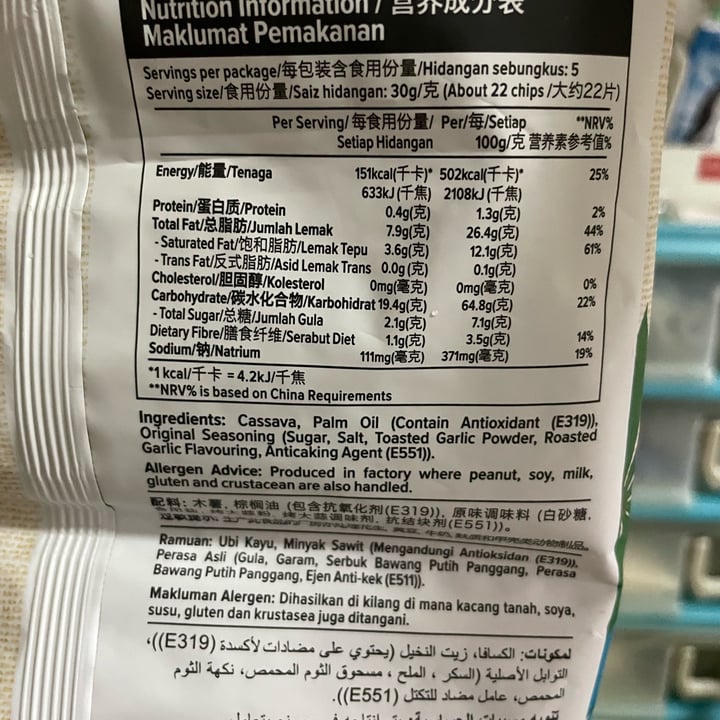 Nutrition Information / 营养成分表
Maklumat Pemakanan
Servings per package/每包装含食用份量/Hidangan sebungkus: 5
Serving size/食用份量/Saiz hidangan: 30g/克 (About 22 chips /大约22片)
Per Serving/ 每食用份量/ Per/每/Setiap **NRV%
Setiap Hidangan 100g/克 营养素参考值%
Energy/能量/Tenaga 151kcal(千卡)* 502kcal(千卡)* 25%
633kJ (千焦) 2108kJ (千焦)
Protein/蛋白质/Protein 0.4g(克) 1.3g(克) 2%
Total Fat/总脂肪/Jumlah Lemak 7.9g(克) 26.4g(克) 44%
- Saturated Fat/饱和脂肪/Lemak Tepu 3.6g(克) 12.1g(克) 61%
- Trans Fat/反式脂肪/Asid Lemak Trans 0.0g(克) 0.1g(克)
Cholesterol/胆固醇/Kolesterol 0mg(毫克) 0mg(毫克) 0%
Carbohydrate/碳水化合物/Karbohidrat 19.4g(克) 64.8g(克) 22%
- Total Sugar/总糖/Jumlah Gula 2.1g(克) 7.1g(克)
Dietary Fibre/膳食纤维/Serabut Diet 1.1g(克) 3.5g(克) 14%
Sodium/钠/Natrium 111mg(毫克) 371mg(毫克) 19%
*1 kcal/千卡 = 4.2kJ/千焦
**NRV% is based on China Requirements
Ingredients: Cassava, Palm Oil (Contain Antioxidant (E319)),
Original Seasoning (Sugar, Salt, Toasted Garlic Powder, Roasted
Garlic Flavouring, Anticaking Agent (E551)).
Allergen Advice: Produced in factory where peanut, soy, milk,
gluten and crustacean are also handled.
配料: 木薯, 棕榈油 (包含抗氧化剂(E319)), 原味调味料 (白砂糖,
烤大蒜调味剂, 抗结块剂(E551))。
Ramuan: Ubi Kayu, Minyak Sawit (Mengandungi Antioksidan (E319)),
Perasa Asli (Gula, Garam, Serbuk Bawang Putih Panggang, Perasa
Bawang Putih Panggang, Ejen Anti-kek (E511)).
Makluman Alergen: Dihasilkan di kilang di mana kacang tanah, soya,
susu, gluten dan krustasea juga ditangani.
لمكونات: الكسافا، زيت النخيل (يحتوي على مضادات لأكسدة (E319))،
التوابل الأصلية (السكر ، الملح ، مسحوق الثوم المحمص، نكهة الثوم
المحمص، عامل مضاد للتكتل (E551)).